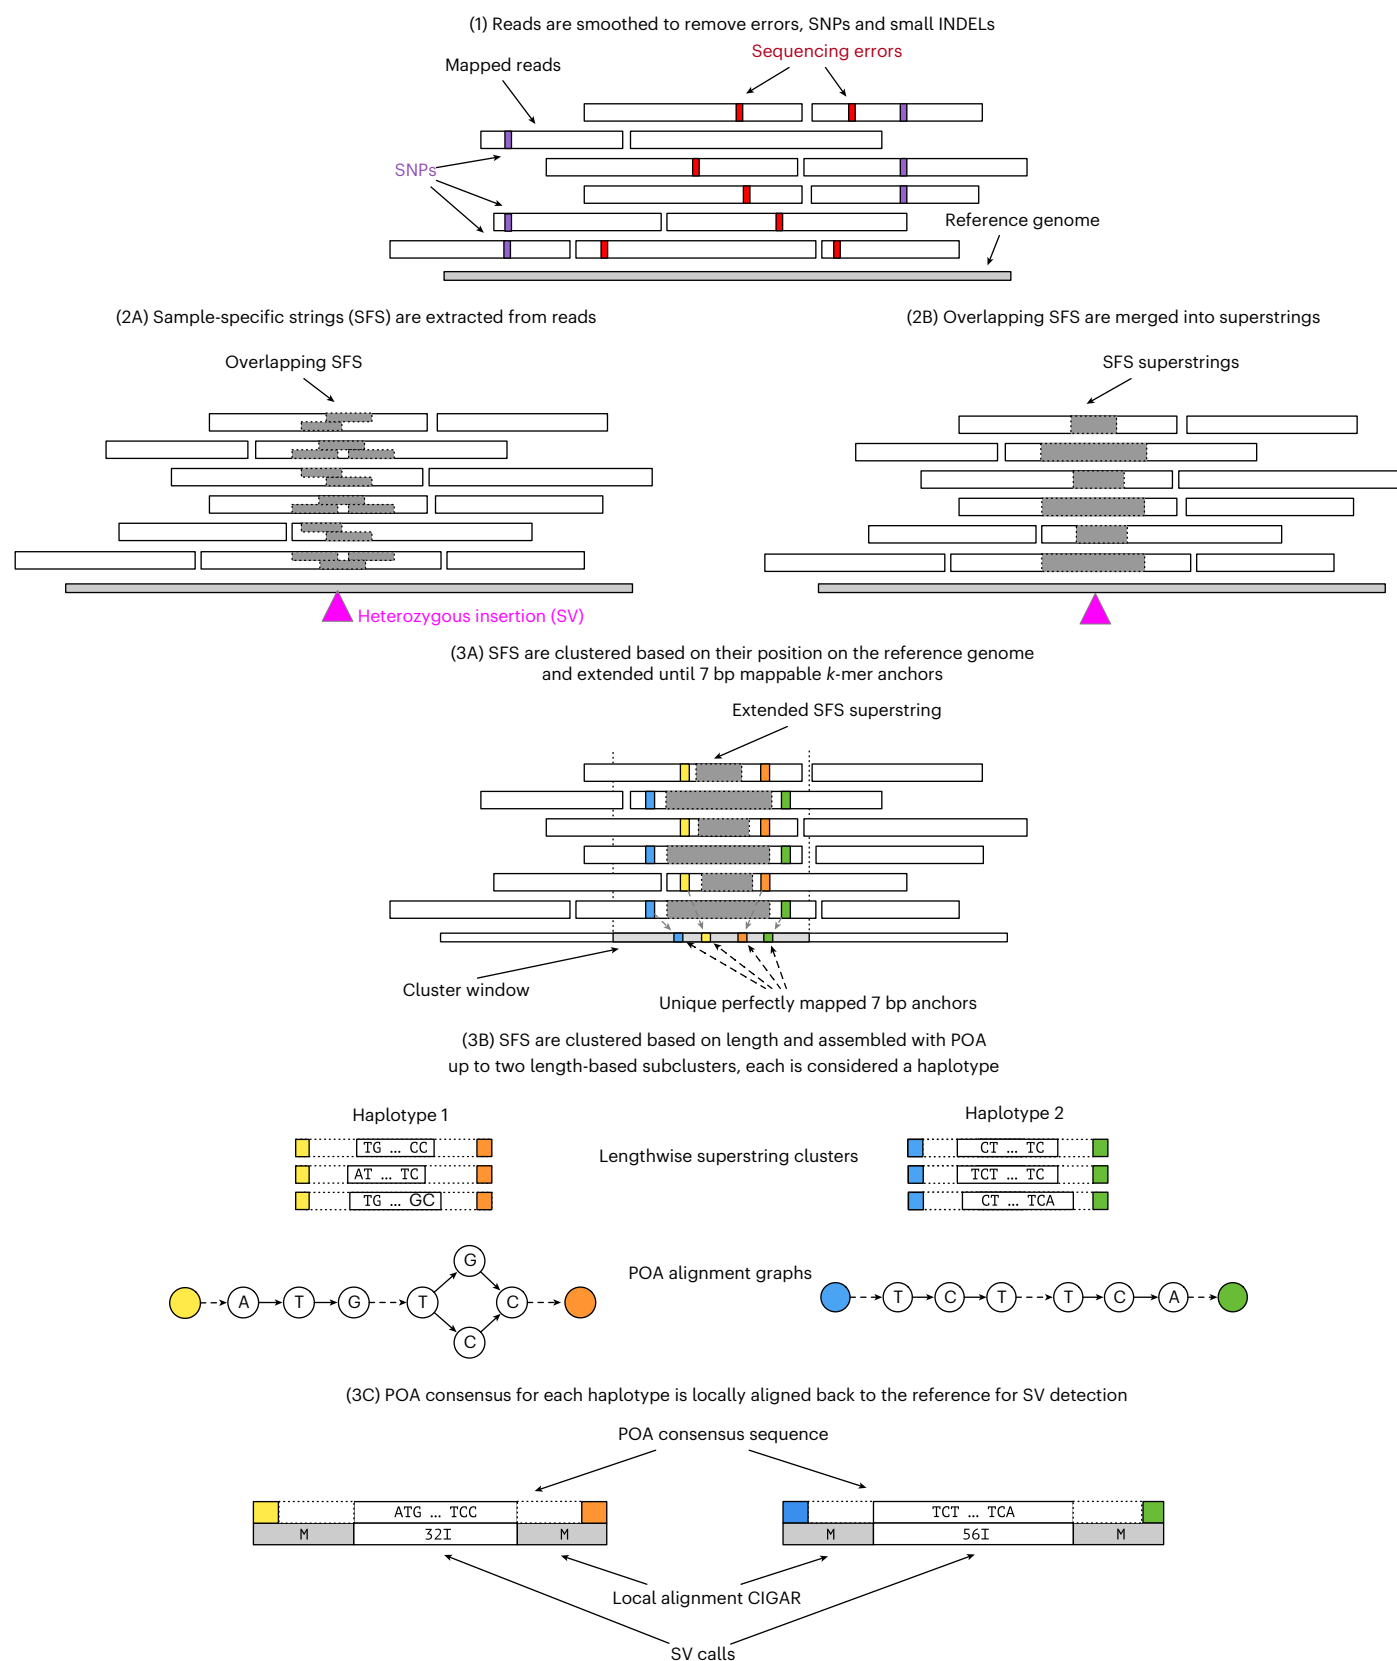 (1) Reads are smoothed to remove errors, SNPs and small INDELs
Sequencing errors
Mapped reads
SNPs
Reference genome
(2A) Sample-specific strings (SFS) are extracted from reads
(2B) Overlapping SFS are merged into superstrings
Overlapping SFS
SFS superstrings
Heterozygous insertion (SV)
(3A) SFS are clustered based on their position on the reference genome
and extended until 7 bp mappable k-mer anchors
Extended SFS superstring
Cluster window
Unique perfectly mapped 7 bp anchors
(3B) SFS are clustered based on length and assembled with POA
up to two length-based subclusters, each is considered a haplotype
Haplotype 1
Haplotype 2
TG ... CC
CT ... TC
Lengthwise superstring clusters
AT ... TC
TCT ... TC
TG ... GC
CT ... TCA
G
POA alignment graphs
A T G T C
T C T T C A
C
(3C) POA consensus for each haplotype is locally aligned back to the reference for SV detection
POA consensus sequence
ATG ... TCC
TCT ... TCA
M 32I M
M 56I M
Local alignment CIGAR
SV calls